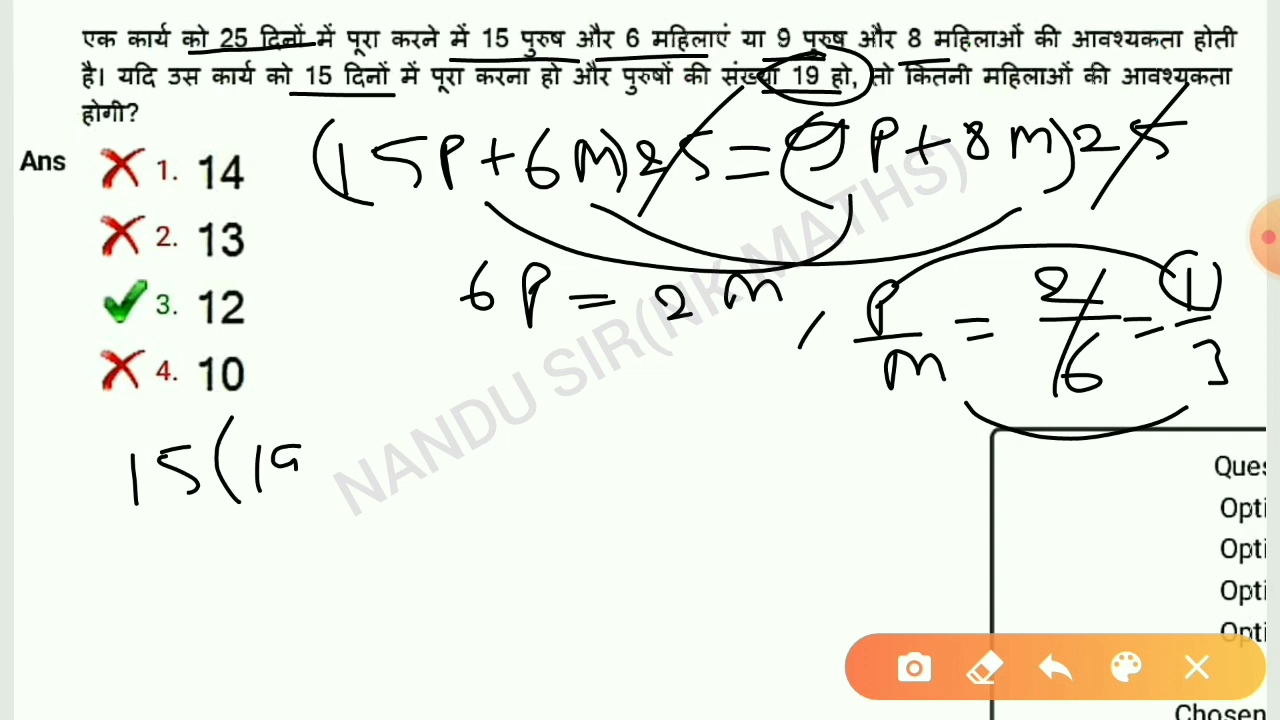 एक कार्य को 25 दिनों में पूरा करने में 15 पुरुष और 6 महिलाएं या 9 पुरुष और 8 महिलाओं की आवश्यकता होती
है। यदि उस कार्य को 15 दिनों में पूरा करना हो और पुरुषों की संख्या 19 हो, तो कितनी महिलाओं की आवश्यकता
होगी?
Ans
1. 14
2. 13
3. 12
4. 10
(15P+6M)25=(9P+8M)25
6P=2M, P/M=2/6=1/3
15(19
NANDU SIR(NK MATHS)
Ques
Opti
Opti
Opti
Opti
Chosen